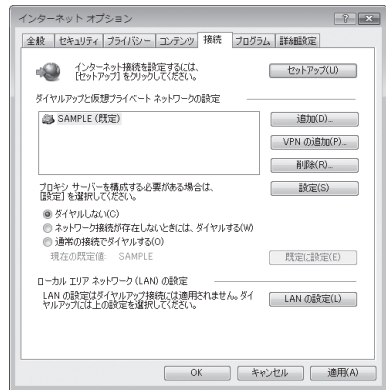 インターネット オプション
全般 セキュリティ プライバシー コンテンツ 接続 プログラム 詳細設定
インターネット接続を設定するには、
[セットアップ] をクリックしてください。
セットアップ(U)
ダイヤルアップと仮想プライベート ネットワークの設定
SAMPLE (既定)
追加(D)...
VPN の追加(P)...
削除(R)...
プロキシ サーバーを構成する必要がある場合は、
[設定] を選択してください。
設定(S)
ダイヤルしない(C)
ネットワーク接続が存在しないときには、ダイヤルする(W)
通常の接続でダイヤルする(O)
現在の既定値: SAMPLE
既定に設定(E)
ローカル エリア ネットワーク (LAN) の設定
LAN の設定はダイヤルアップ接続には適用されません。ダイ
ヤルアップには上の設定を選択してください。
LAN の設定(L)
OK キャンセル 適用(A)